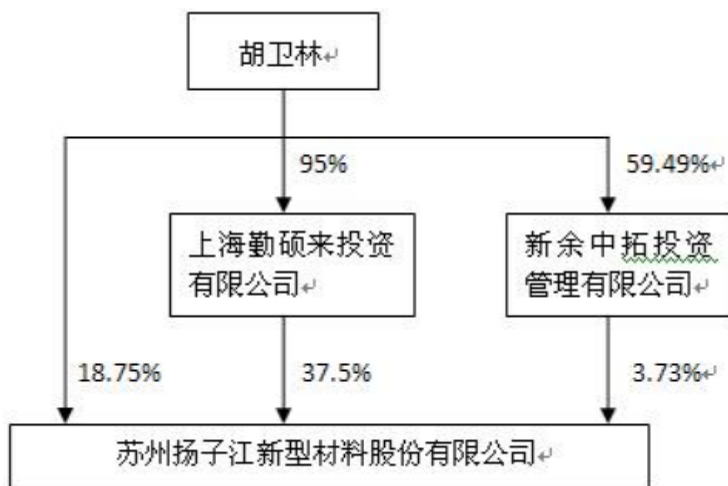 胡卫林
95%
59.49%
上海勤硕来投资
有限公司
新余中拓投资
管理有限公司
18.75%
37.5%
3.73%
苏州扬子江新型材料股份有限公司